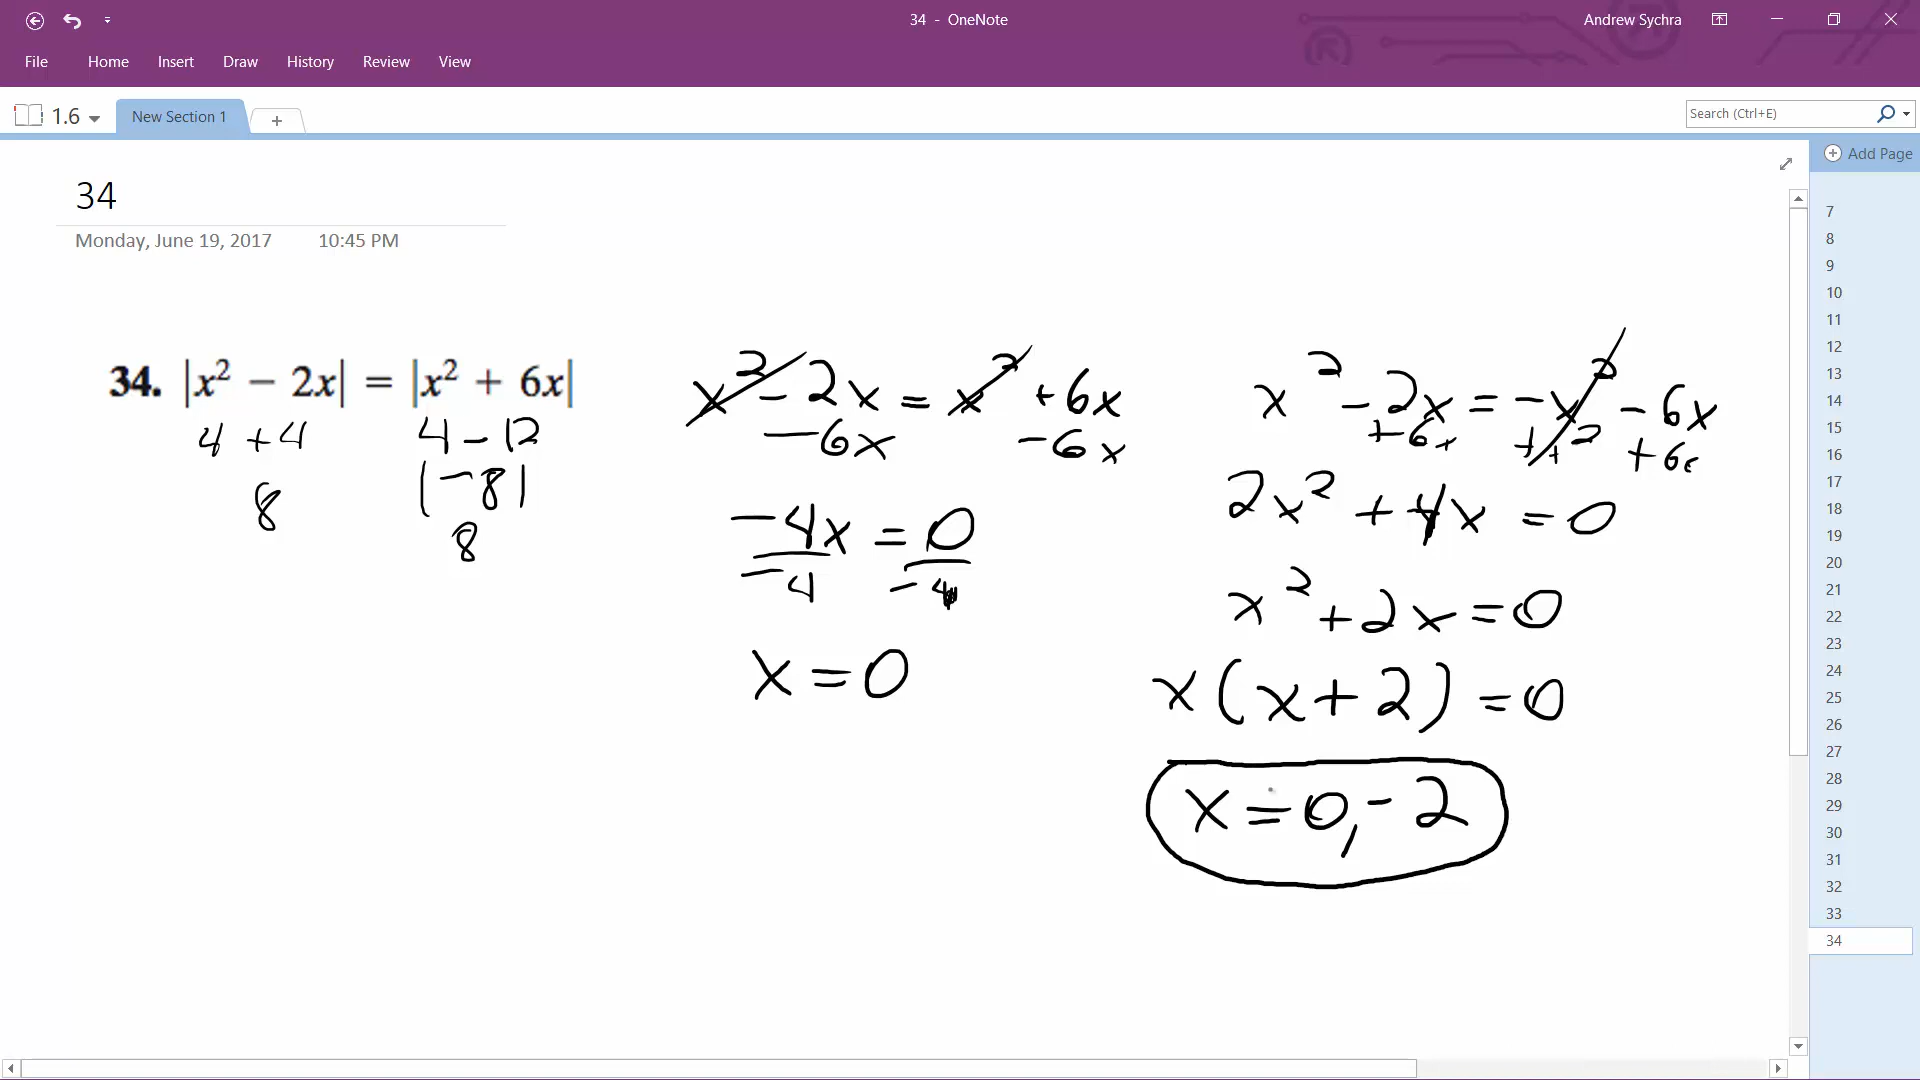 34 - OneNote
Andrew Sychra
File Home Insert Draw History Review View
1.6
New Section 1
+
Search (Ctrl+E)
Add Page
34
Monday, June 19, 2017 10:45 PM
34. |x² − 2x| = |x² + 6x|
4 + 4
4 - 12
|-8|
8
8
x² - 2x = x² + 6x
-6x -6x
-4x = 0
-4 -4
x = 0
x² - 2x = -x² - 6x
+6x +x² +6x
2x² + 4x = 0
x² + 2x = 0
x(x+2) = 0
x = 0, -2
7
8
9
10
11
12
13
14
15
16
17
18
19
20
21
22
23
24
25
26
27
28
29
30
31
32
33
34